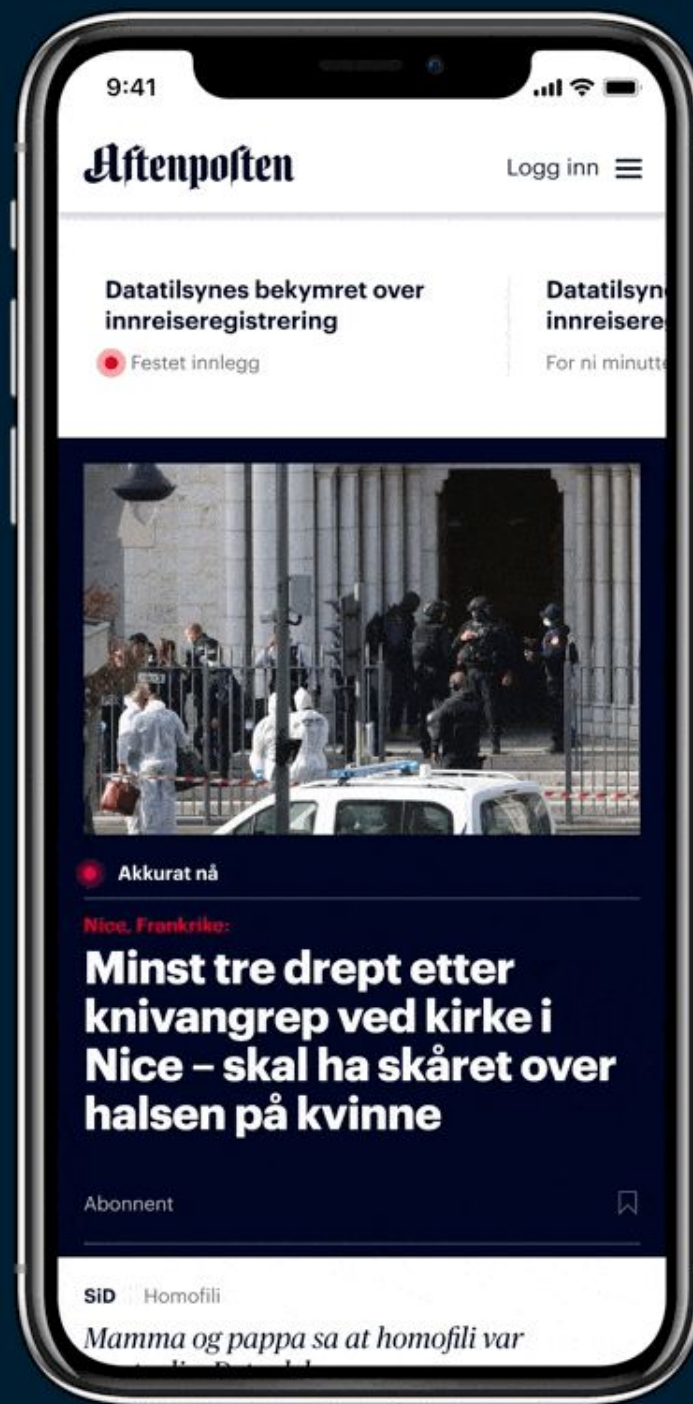 9:41
Aftenposten
Logg inn
Datatilsynes bekymret over
innreiseregistrering
Festet innlegg
Datatilsyn
innreisere
For ni minutte
Akkurat nå
Nice, Frankrike:
Minst tre drept etter
knivangrep ved kirke i
Nice – skal ha skåret over
halsen på kvinne
Abonnent
SiD Homofili
Mamma og pappa sa at homofili var